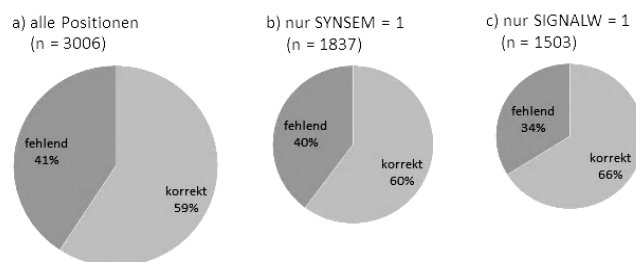 a) alle Positionen
(n = 3006)
fehlend
41%
korrekt
59%
b) nur SYNSEM = 1
(n = 1837)
fehlend
40%
korrekt
60%
c) nur SIGNALW = 1
(n = 1503)
fehlend
34%
korrekt
66%